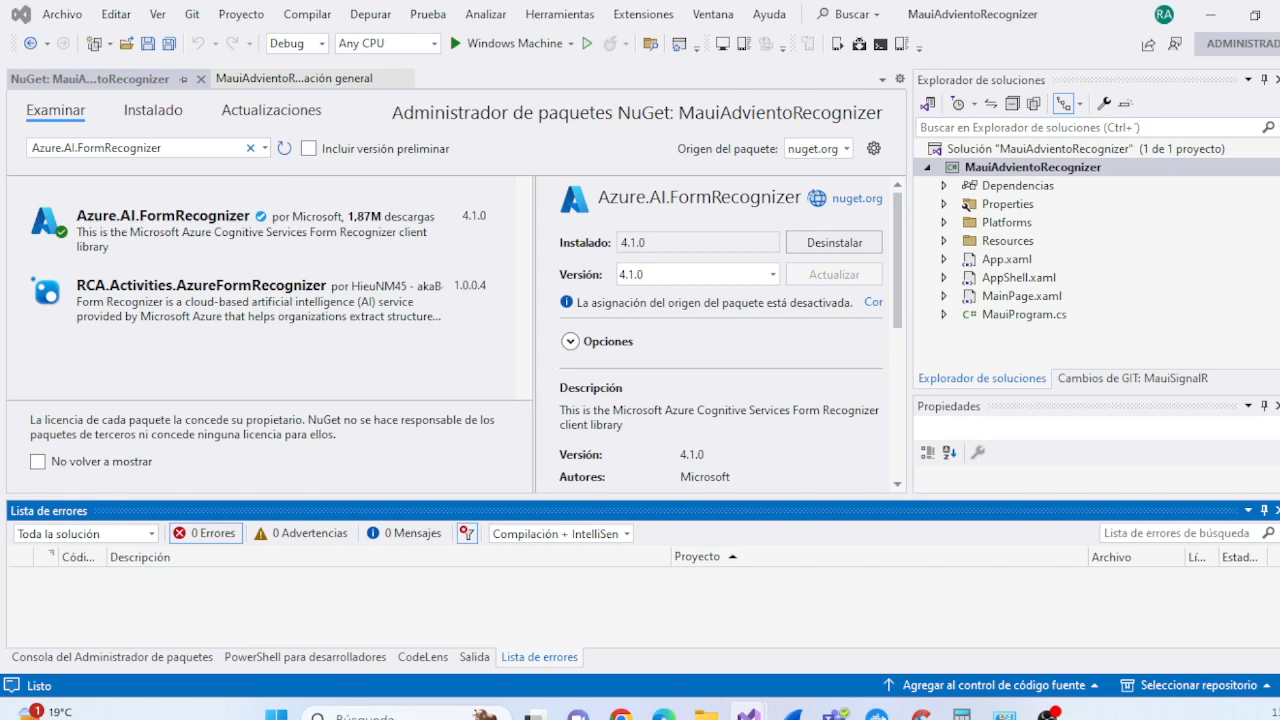 Archivo Editar Ver Git Proyecto Compilar Depurar Prueba Analizar Herramientas Extensiones Ventana Ayuda Buscar MauiAdvientoRecognizer RA
Debug Any CPU Windows Machine ADMINISTRAD
NuGet: MauiA...toRecognizer MauiAdvientoR...ación general
Examinar Instalado Actualizaciones Administrador de paquetes NuGet: MauiAdvientoRecognizer
Azure.AI.FormRecognizer Incluir versión preliminar Origen del paquete: nuget.org
Azure.AI.FormRecognizer por Microsoft, 1,87M descargas 4.1.0
This is the Microsoft Azure Cognitive Services Form Recognizer client
library
RCA.Activities.AzureFormRecognizer por HieuNM45 - akaB 1.0.0.4
Form Recognizer is a cloud-based artificial intelligence (AI) service
provided by Microsoft Azure that helps organizations extract structure...
La licencia de cada paquete la concede su propietario. NuGet no se hace responsable de los
paquetes de terceros ni concede ninguna licencia para ellos.
No volver a mostrar
Azure.AI.FormRecognizer nuget.org
Instalado: 4.1.0 Desinstalar
Versión: 4.1.0 Actualizar
La asignación del origen del paquete está desactivada. Cor
Opciones
Descripción
This is the Microsoft Azure Cognitive Services Form Recognizer
client library
Versión: 4.1.0
Autores: Microsoft
Explorador de soluciones
Buscar en Explorador de soluciones (Ctrl+´)
Solución "MauiAdvientoRecognizer" (1 de 1 proyecto)
MauiAdvientoRecognizer
Dependencias
Properties
Platforms
Resources
App.xaml
AppShell.xaml
MainPage.xaml
C# MauiProgram.cs
Explorador de soluciones Cambios de GIT: MauiSignalR
Propiedades
Lista de errores
Toda la solución 0 Errores 0 Advertencias 0 Mensajes Compilación + IntelliSen Lista de errores de búsqueda
Códi... Descripción Proyecto Archivo Lí... Estad...
Consola del Administrador de paquetes PowerShell para desarrolladores CodeLens Salida Lista de errores
Listo Agregar al control de código fuente Seleccionar repositorio
1 19°C Búsqueda